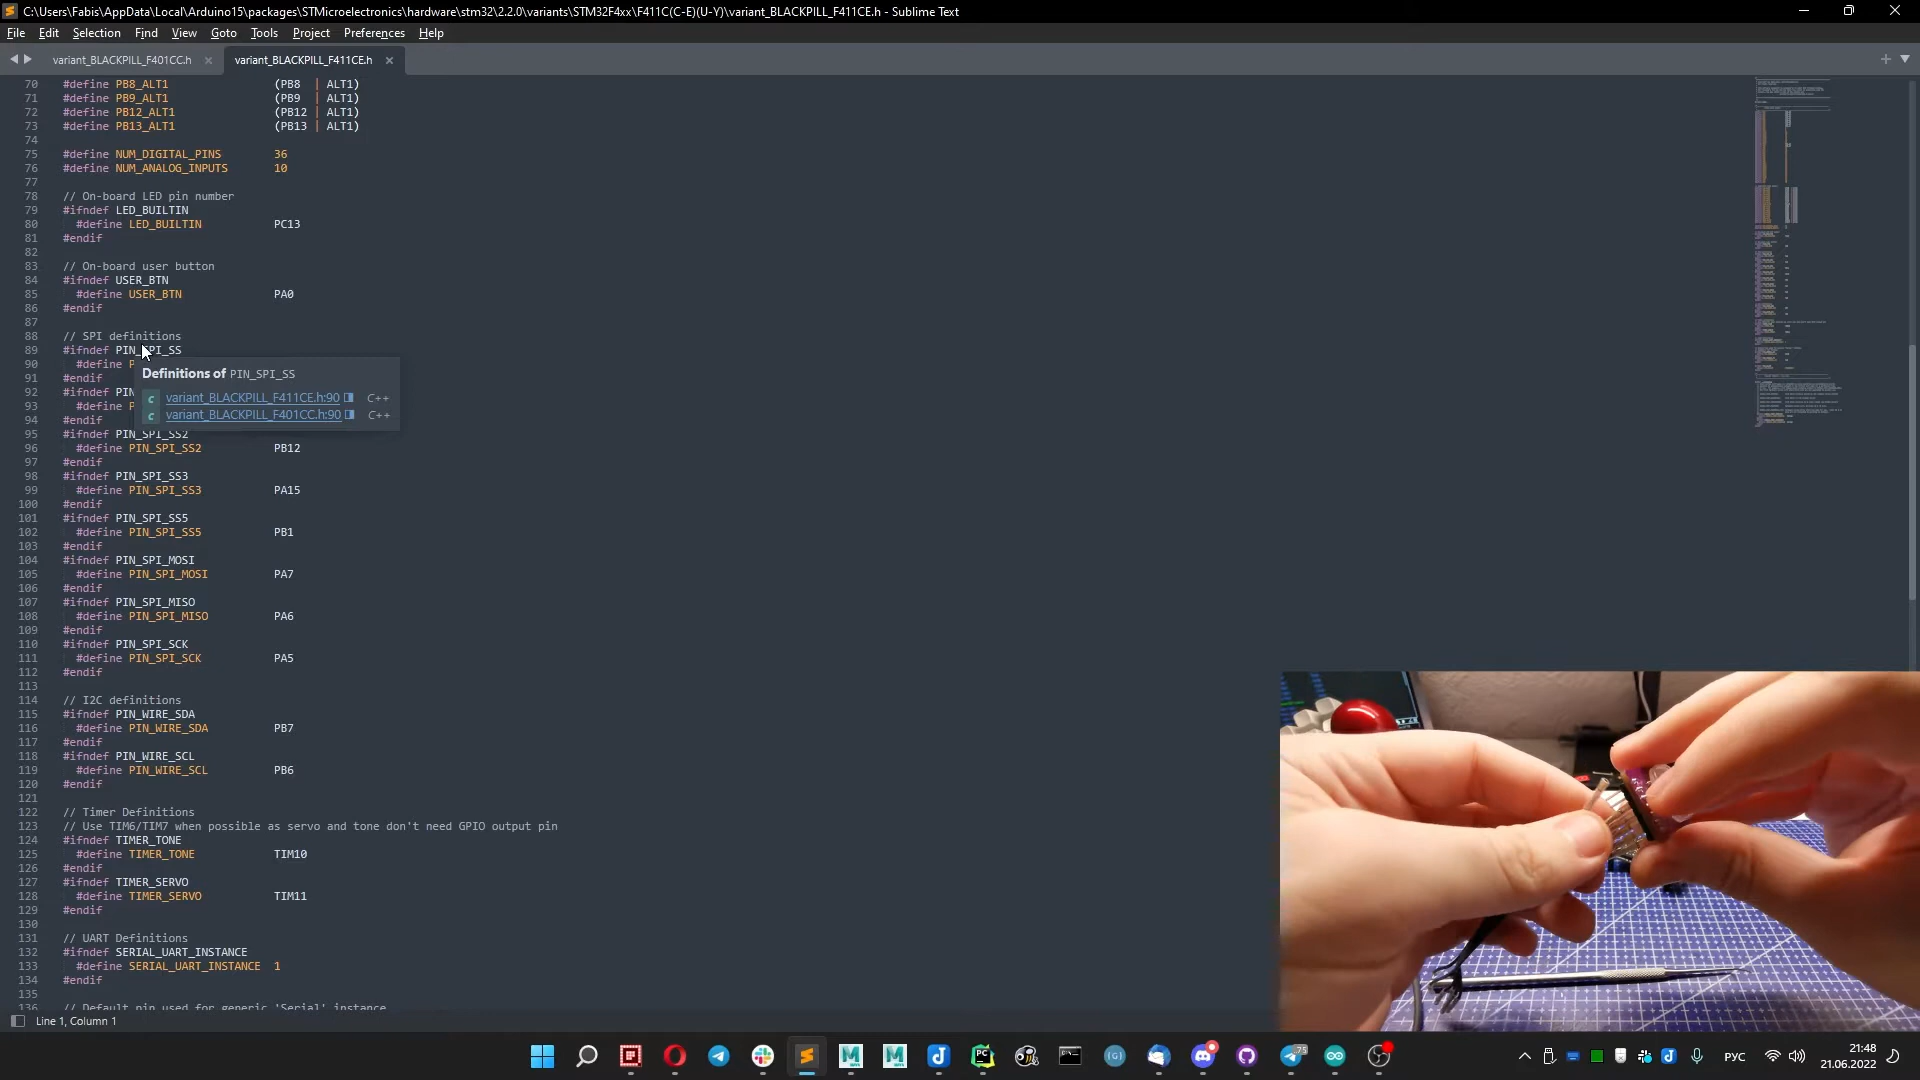 C:\Users\Fabis\AppData\Local\Arduino15\packages\STMicroelectronics\hardware\stm32\2.2.0\variants\STM32F4xx\F411C(C-E)(U-Y)\variant_BLACKPILL_F411CE.h - Sublime Text
File Edit Selection Find View Goto Tools Project Preferences Help
variant_BLACKPILL_F401CC.h variant_BLACKPILL_F411CE.h
70 #define PB8_ALT1 (PB8 | ALT1)
71 #define PB9_ALT1 (PB9 | ALT1)
72 #define PB12_ALT1 (PB12 | ALT1)
73 #define PB13_ALT1 (PB13 | ALT1)
74
75 #define NUM_DIGITAL_PINS 36
76 #define NUM_ANALOG_INPUTS 10
77
78 // On-board LED pin number
79 #ifndef LED_BUILTIN
80 #define LED_BUILTIN PC13
81 #endif
82
83 // On-board user button
84 #ifndef USER_BTN
85 #define USER_BTN PA0
86 #endif
87
88 // SPI definitions
89 #ifndef PIN_SPI_SS
90 #define P
Definitions of PIN_SPI_SS
91 #endif
92 #ifndef PIN
variant_BLACKPILL_F411CE.h:90 C++
93 #define P
variant_BLACKPILL_F401CC.h:90 C++
94 #endif
95 #ifndef PIN_SPI_SS2
96 #define PIN_SPI_SS2 PB12
97 #endif
98 #ifndef PIN_SPI_SS3
99 #define PIN_SPI_SS3 PA15
100 #endif
101 #ifndef PIN_SPI_SS5
102 #define PIN_SPI_SS5 PB1
103 #endif
104 #ifndef PIN_SPI_MOSI
105 #define PIN_SPI_MOSI PA7
106 #endif
107 #ifndef PIN_SPI_MISO
108 #define PIN_SPI_MISO PA6
109 #endif
110 #ifndef PIN_SPI_SCK
111 #define PIN_SPI_SCK PA5
112 #endif
113
114 // I2C definitions
115 #ifndef PIN_WIRE_SDA
116 #define PIN_WIRE_SDA PB7
117 #endif
118 #ifndef PIN_WIRE_SCL
119 #define PIN_WIRE_SCL PB6
120 #endif
121
122 // Timer Definitions
123 // Use TIM6/TIM7 when possible as servo and tone don't need GPIO output pin
124 #ifndef TIMER_TONE
125 #define TIMER_TONE TIM10
126 #endif
127 #ifndef TIMER_SERVO
128 #define TIMER_SERVO TIM11
129 #endif
130
131 // UART Definitions
132 #ifndef SERIAL_UART_INSTANCE
133 #define SERIAL_UART_INSTANCE 1
134 #endif
135
136 // Default pin used for generic 'Serial' instance
Line 1, Column 1
РУС
21:48
21.06.2022